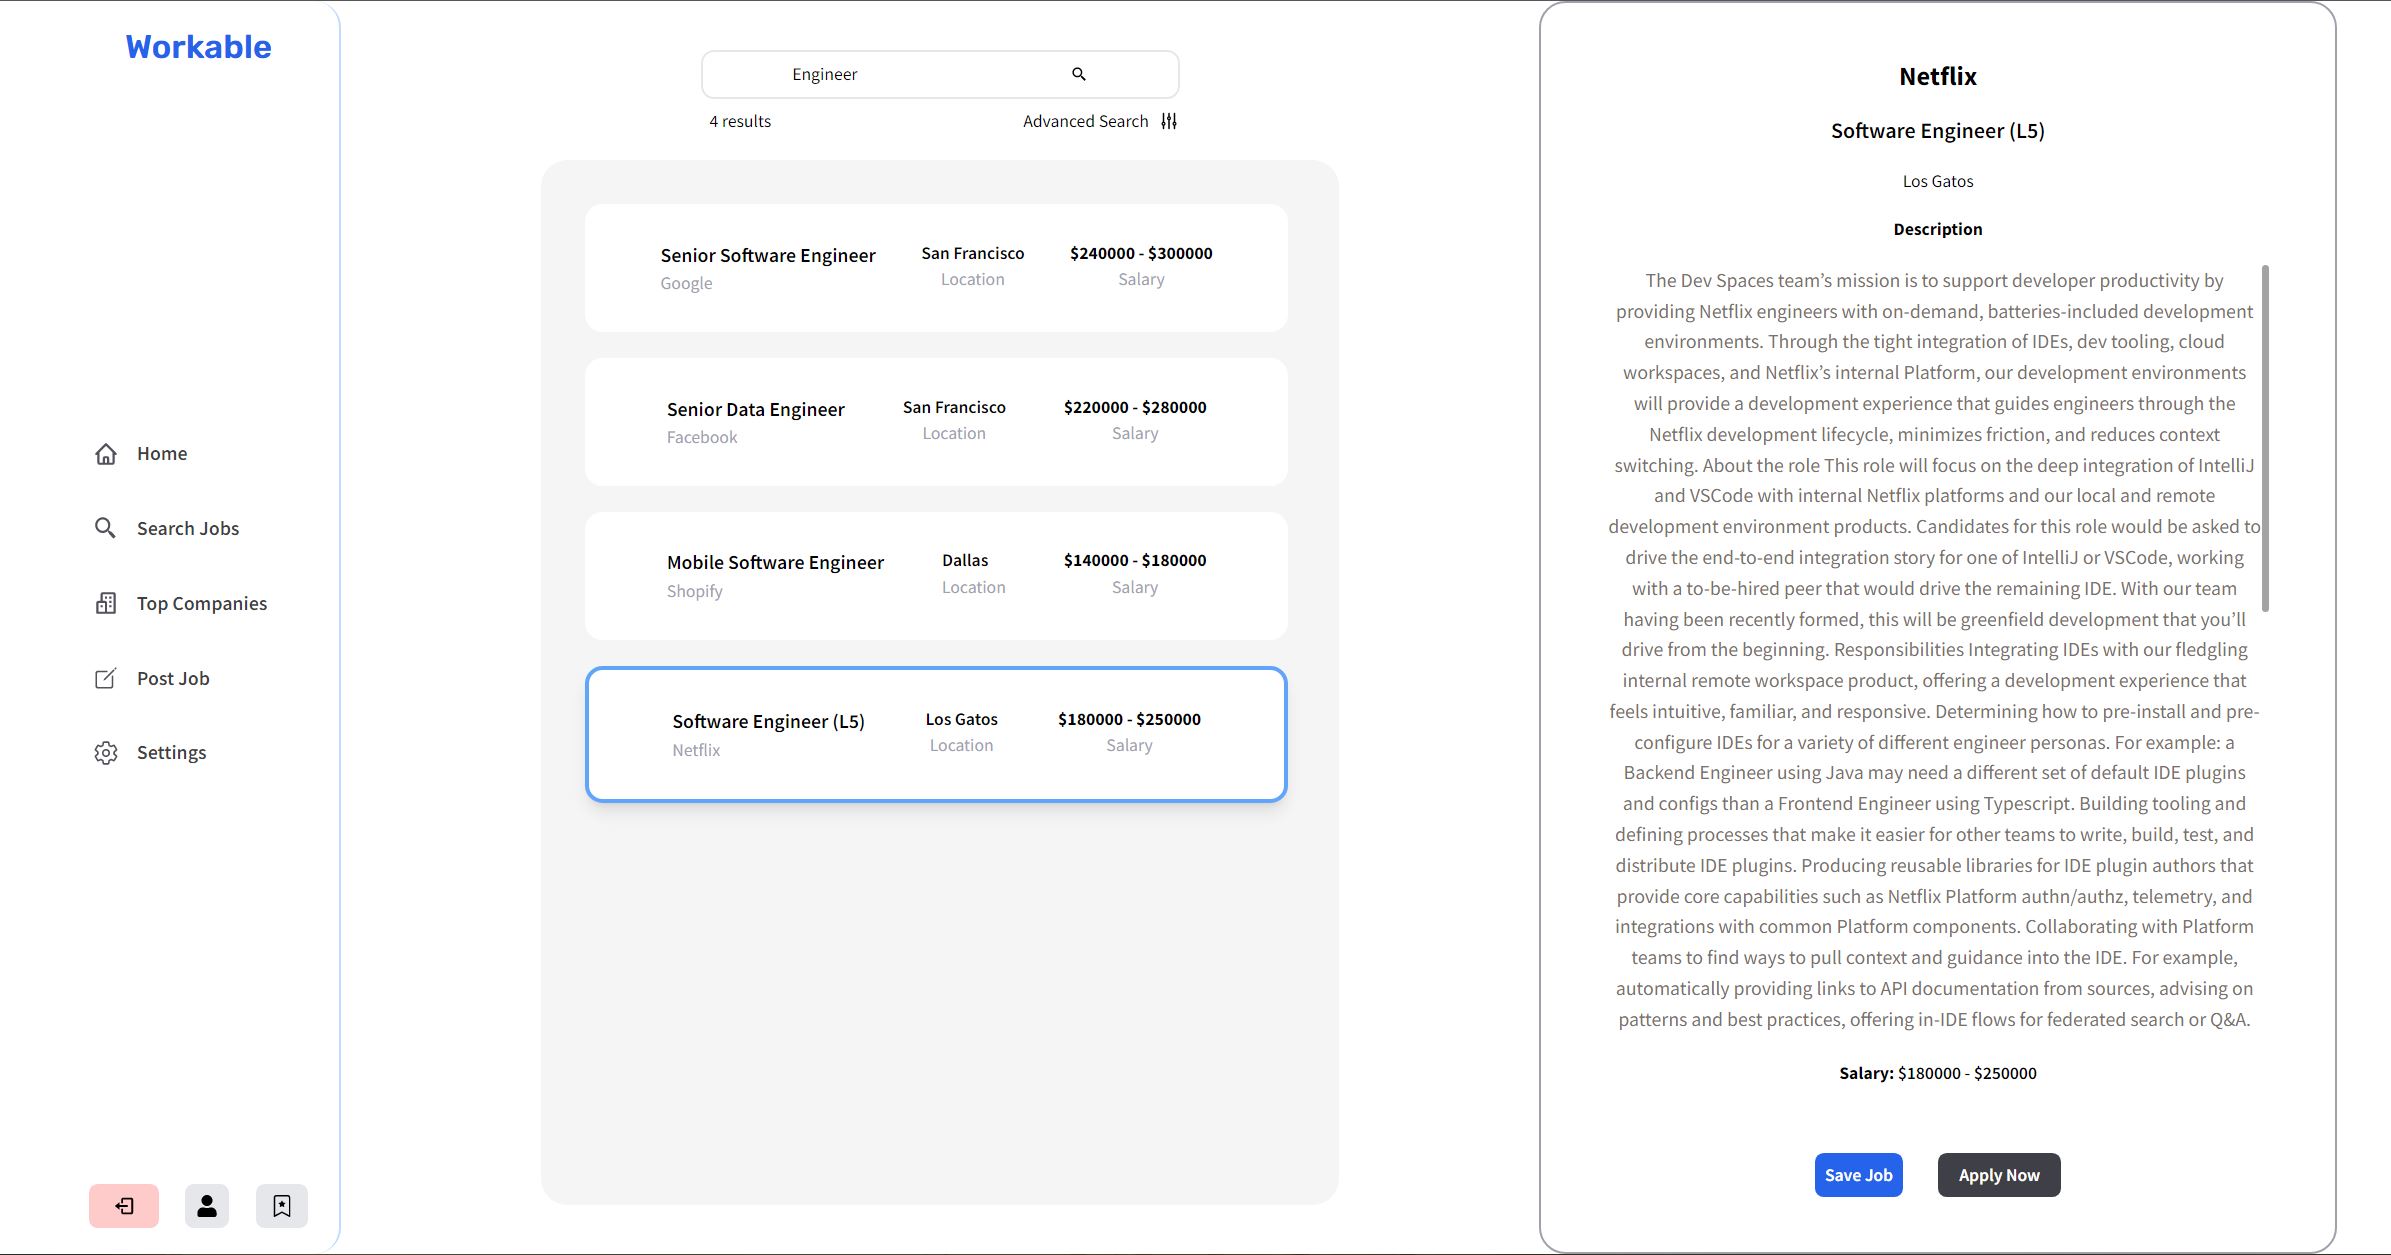 Workable
Home
Search Jobs
Top Companies
Post Job
Settings
Engineer
4 results
Advanced Search
Senior Software Engineer
Google
San Francisco
Location
$240000 - $300000
Salary
Senior Data Engineer
Facebook
San Francisco
Location
$220000 - $280000
Salary
Mobile Software Engineer
Shopify
Dallas
Location
$140000 - $180000
Salary
Software Engineer (L5)
Netflix
Los Gatos
Location
$180000 - $250000
Salary
Netflix
Software Engineer (L5)
Los Gatos
Description
The Dev Spaces team’s mission is to support developer productivity by
providing Netflix engineers with on-demand, batteries-included development
environments. Through the tight integration of IDEs, dev tooling, cloud
workspaces, and Netflix’s internal Platform, our development environments
will provide a development experience that guides engineers through the
Netflix development lifecycle, minimizes friction, and reduces context
switching. About the role This role will focus on the deep integration of IntelliJ
and VSCode with internal Netflix platforms and our local and remote
development environment products. Candidates for this role would be asked to
drive the end-to-end integration story for one of IntelliJ or VSCode, working
with a to-be-hired peer that would drive the remaining IDE. With our team
having been recently formed, this will be greenfield development that you’ll
drive from the beginning. Responsibilities Integrating IDEs with our fledgling
internal remote workspace product, offering a development experience that
feels intuitive, familiar, and responsive. Determining how to pre-install and pre-
configure IDEs for a variety of different engineer personas. For example: a
Backend Engineer using Java may need a different set of default IDE plugins
and configs than a Frontend Engineer using Typescript. Building tooling and
defining processes that make it easier for other teams to write, build, test, and
distribute IDE plugins. Producing reusable libraries for IDE plugin authors that
provide core capabilities such as Netflix Platform authn/authz, telemetry, and
integrations with common Platform components. Collaborating with Platform
teams to find ways to pull context and guidance into the IDE. For example,
automatically providing links to API documentation from sources, advising on
patterns and best practices, offering in-IDE flows for federated search or Q&A.
Salary: $180000 - $250000
Save Job
Apply Now